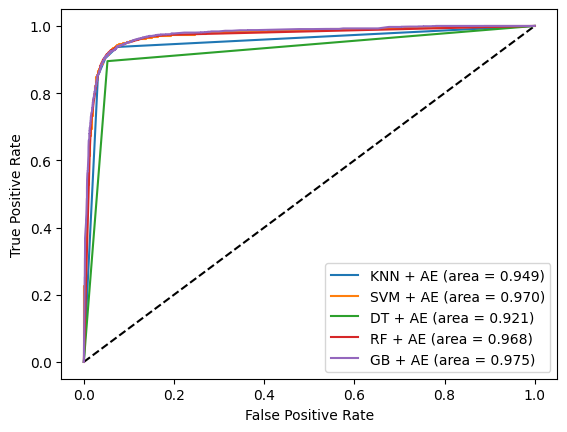 1.0
0.8
0.6
0.4
0.2
0.0
True Positive Rate
KNN + AE (area = 0.949)
SVM + AE (area = 0.970)
DT + AE (area = 0.921)
RF + AE (area = 0.968)
GB + AE (area = 0.975)
0.0 0.2 0.4 0.6 0.8 1.0
False Positive Rate